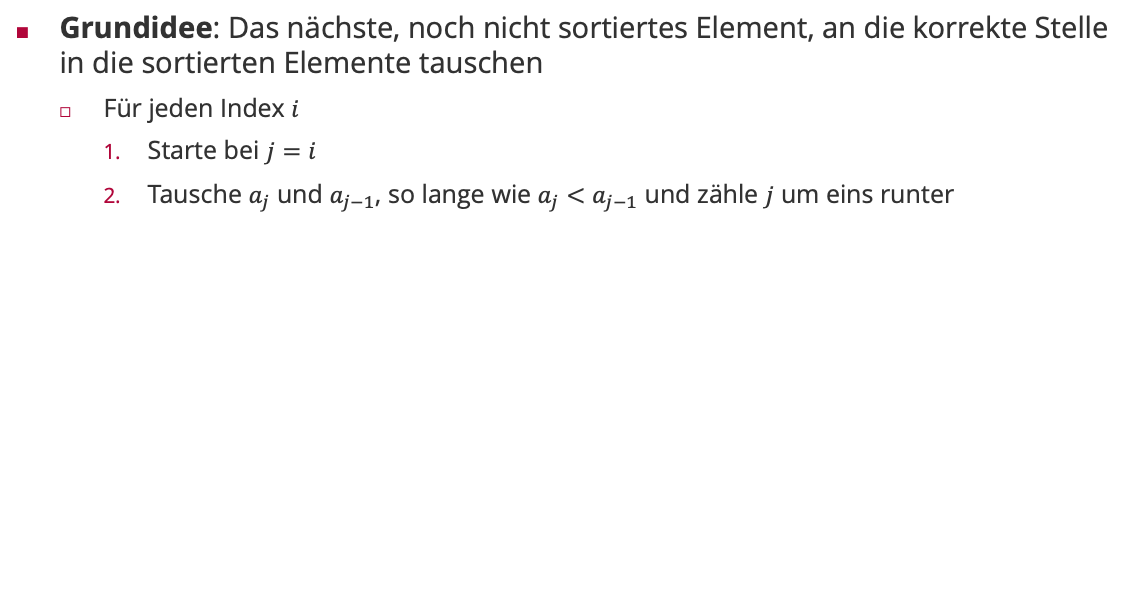 Grundidee: Das nächste, noch nicht sortiertes Element, an die korrekte Stelle
in die sortierten Elemente tauschen
Für jeden Index i
1. Starte bei j = i
2. Tausche a_j und a_{j−1}, so lange wie a_j < a_{j−1} und zähle j um eins runter